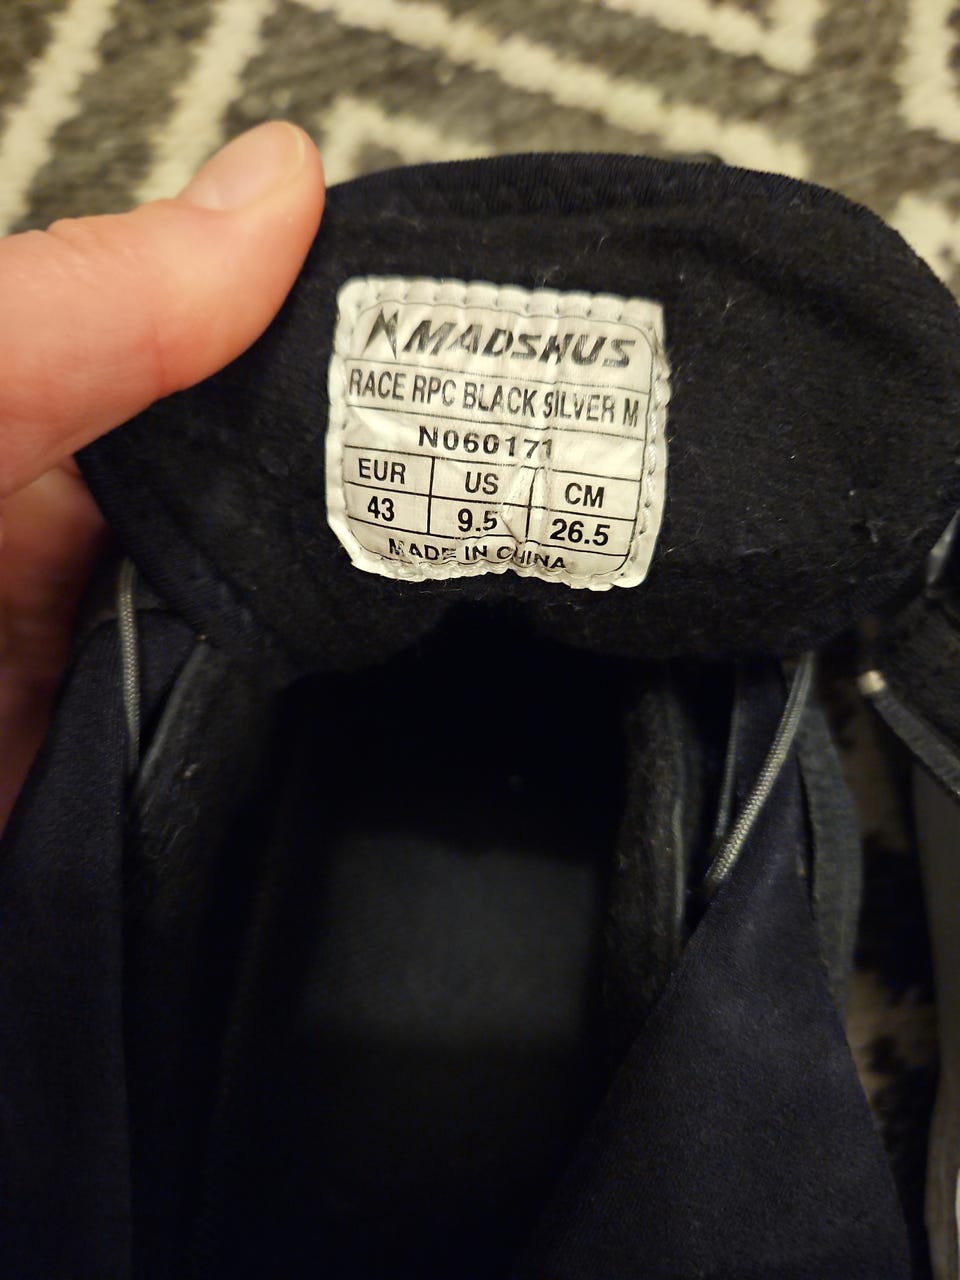 MADSHUS
RACE RPC BLACK SILVER M
N060171
EUR US CM
43 9.5 26.5
MADE IN CHINA